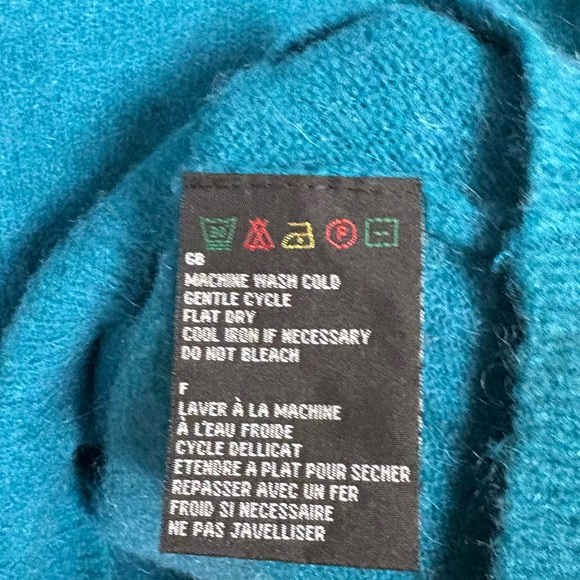 GB
MACHINE WASH COLD
GENTLE CYCLE
FLAT DRY
COOL IRON IF NECESSARY
DO NOT BLEACH
F
LAVER À LA MACHINE
À L'EAU FROIDE
CYCLE DELLICAT
ETENDRE A PLAT POUR SECHER
REPASSER AVEC UN FER
FROID SI NECESSAIRE
NE PAS JAVELLISER